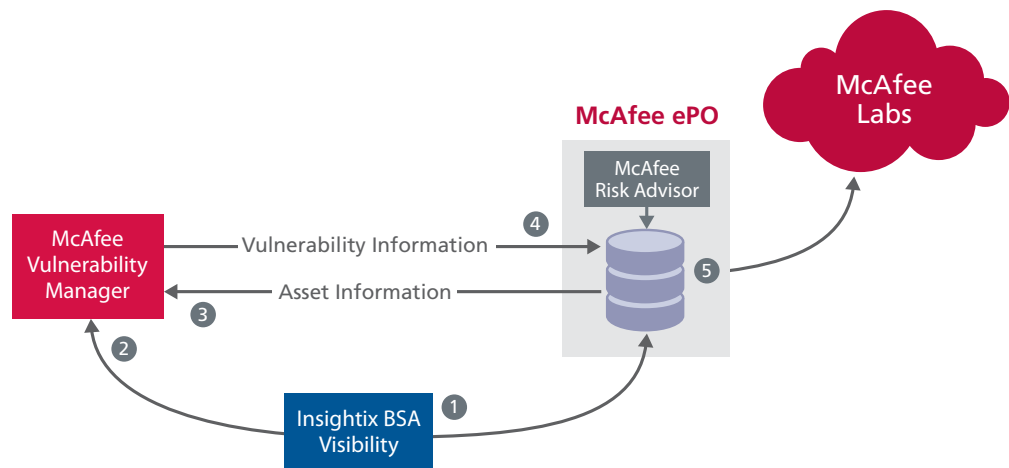 McAfee
Labs
McAfee ePO
McAfee
Risk Advisor
4
McAfee
Vulnerability
Manager
Vulnerability Information
5
Asset Information
3
2
1
Insightix BSA
Visibility